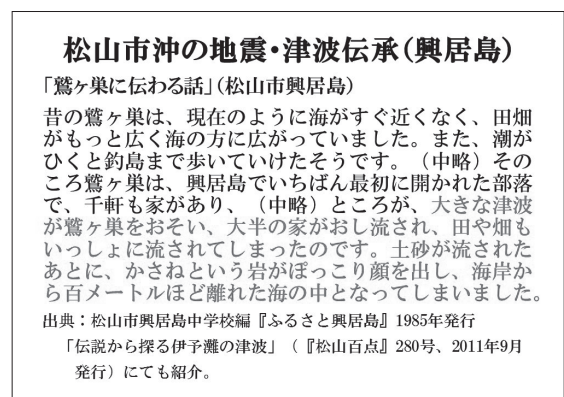 松山市沖の地震・津波伝承(興居島)
「鷲ヶ巣に伝わる話」(松山市興居島)
昔の鷲ヶ巣は、現在のように海がすぐ近くなく、田畑
がもっと広く海の方に広がっていました。また、潮が
ひくと釣島まで歩いていけたそうです。(中略)その
ころ鷲ヶ巣は、興居島でいちばん最初に開かれた部落
で、千軒も家があり、(中略)ところが、大きな津波
が鷲ヶ巣をおそい、大半の家がおし流され、田や畑も
いっしょに流されてしまったのです。土砂が流された
あとに、かさねという岩がぽっこり顔を出し、海岸か
ら百メートルほど離れた海の中となってしまいました。
出典:松山市興居島中学校編『ふるさと興居島』1985年発行
「伝説から探る伊予灘の津波」(『松山百点』280号、2011年9月
発行)にても紹介。